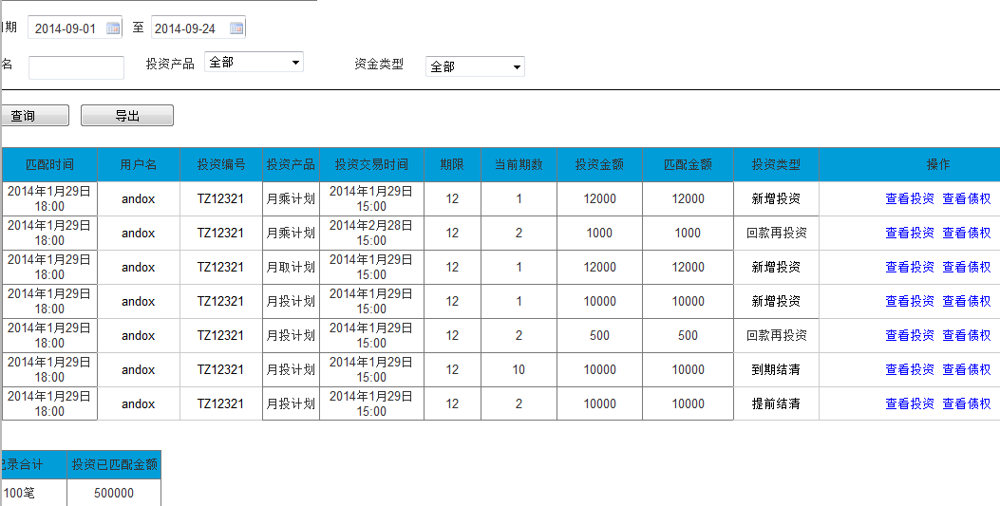 期 2014-09-01 至 2014-09-24
名 投资产品 全部 资金类型 全部
查询 导出
匹配时间 用户名 投资编号 投资产品 投资交易时间 期限 当前期数 投资金额 匹配金额 投资类型 操作
2014年1月29日 18:00 andox TZ12321 月乘计划 2014年1月29日 15:00 12 1 12000 12000 新增投资 查看投资 查看债权
2014年1月29日 18:00 andox TZ12321 月乘计划 2014年2月28日 15:00 12 2 1000 1000 回款再投资 查看投资 查看债权
2014年1月29日 18:00 andox TZ12321 月取计划 2014年1月29日 15:00 12 1 12000 12000 新增投资 查看投资 查看债权
2014年1月29日 18:00 andox TZ12321 月投计划 2014年1月29日 15:00 12 1 10000 10000 新增投资 查看投资 查看债权
2014年1月29日 18:00 andox TZ12321 月投计划 2014年1月29日 15:00 12 2 500 500 回款再投资 查看投资 查看债权
2014年1月29日 18:00 andox TZ12321 月投计划 2014年1月29日 15:00 12 10 10000 10000 到期结清 查看投资 查看债权
2014年1月29日 18:00 andox TZ12321 月投计划 2014年1月29日 15:00 12 2 10000 10000 提前结清 查看投资 查看债权
记录合计 投资已匹配金额
100笔 500000